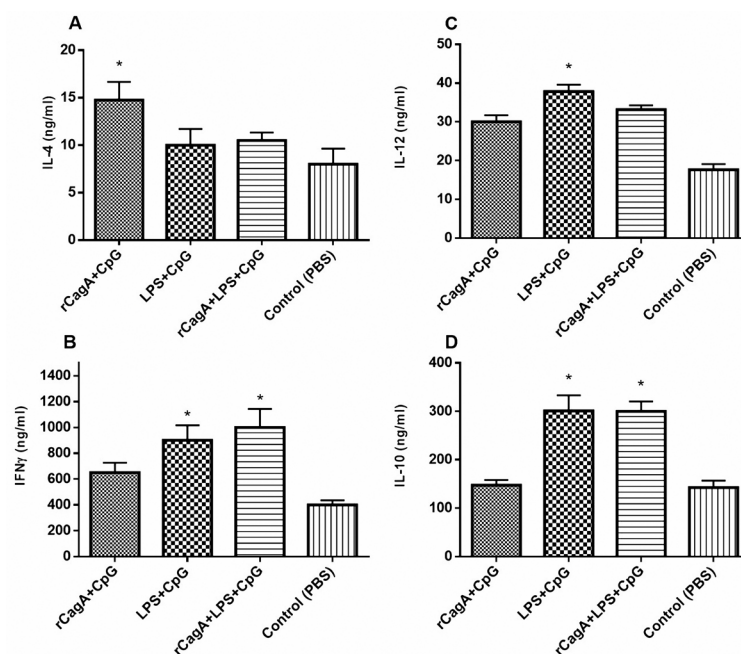 A
IL-4 (ng/ml)
20
15
10
5
0
*
rCagA+CpG
LPS+CpG
rCagA+LPS+CpG
Control (PBS)
C
IL-12 (ng/ml)
50
40
30
20
10
0
*
rCagA+CpG
LPS+CpG
rCagA+LPS+CpG
Control (PBS)
B
IFNγ (ng/ml)
1400
1200
1000
800
600
400
200
0
*
*
rCagA+CpG
LPS+CpG
rCagA+LPS+CpG
Control (PBS)
D
IL-10 (ng/ml)
400
300
200
100
0
*
*
rCagA+CpG
LPS+CpG
rCagA+LPS+CpG
Control (PBS)